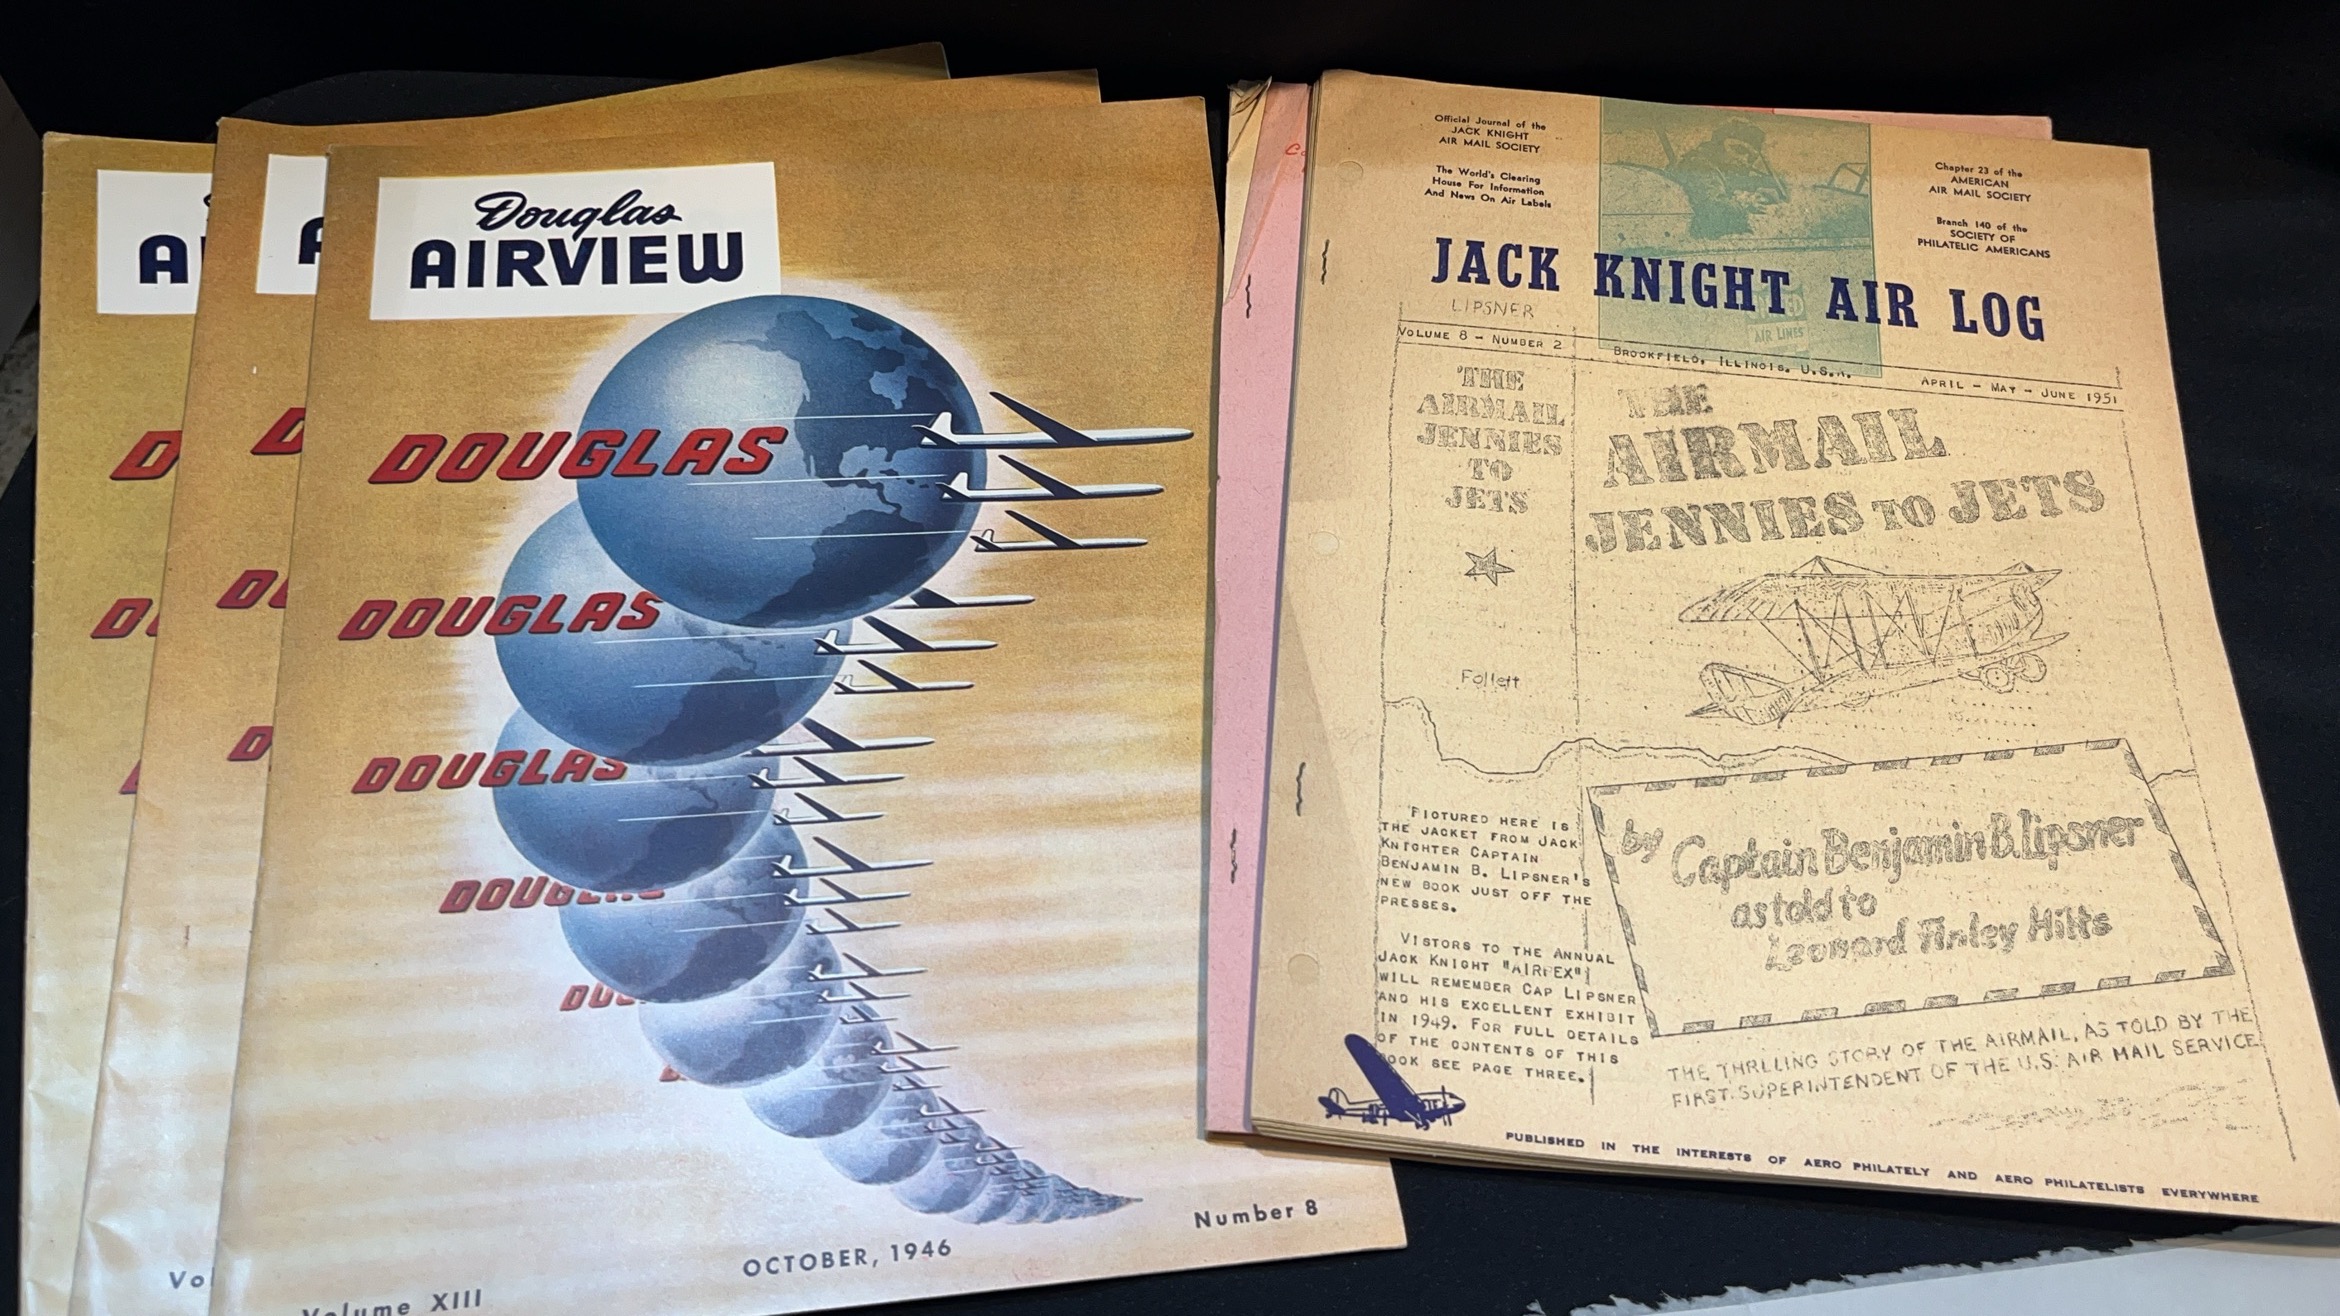 Douglas
AIRVIEW
DOUGLAS
DOUGLAS
DOUGLAS
DOUGLAS
OCTOBER, 1946
Number 8
Volume XIII
Official Journal of the
JACK KNIGHT
AIR MAIL SOCIETY
The World's Clearing
House For Information
And News On Air Labels
Chapter 23 of the
AMERICAN
AIR MAIL SOCIETY
Branch 140 of the
SOCIETY OF
PHILATELIC AMERICANS
JACK KNIGHT AIR LOG
LIPSNER
AIR LINES
VOLUME 8 - NUMBER 2
BROOKFIELD, ILLINOIS. U.S.A.
APRIL - MAY - JUNE 1951
THE
AIRMAIL
JENNIES
TO
JETS
Follett
THE
AIRMAIL
JENNIES TO JETS
by Captain Benjamin B. Lipsner
as told to
Leonard Finley Hilts
PICTURED HERE IS
THE JACKET FROM JACK
KNIGHTER CAPTAIN
BENJAMIN B. LIPSNER'S
NEW BOOK JUST OFF THE
PRESSES.
VISTORS TO THE ANNUAL
JACK KNIGHT "AIRPEX"
WILL REMEMBER CAP LIPSNER
AND HIS EXCELLENT EXHIBIT
IN 1949. FOR FULL DETAILS
OF THE CONTENTS OF THIS
BOOK SEE PAGE THREE.
THE THRLLING STORY OF THE AIRMAIL, AS TOLD BY THE
FIRST SUPERINTENDENT OF THE U.S. AIR MAIL SERVICE
PUBLISHED IN THE INTERESTS OF AERO PHILATELY AND AERO PHILATELISTS EVERYWHERE